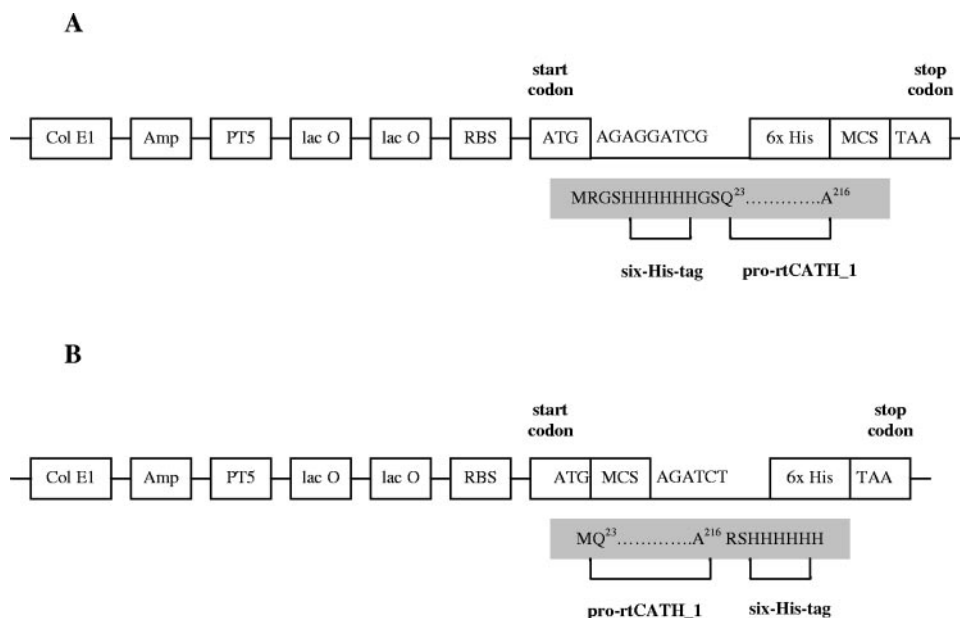 A
start codon
stop codon
Col E1 Amp PT5 lac O lac O RBS ATG AGAGGATCG 6x His MCS TAA
MRGSHHHHHHGSQ23………….A216
six-His-tag pro-rtCATH_1
B
start codon
stop codon
Col E1 Amp PT5 lac O lac O RBS ATG MCS AGATCT 6x His TAA
MQ23………….A216 RSHHHHHH
pro-rtCATH_1 six-His-tag